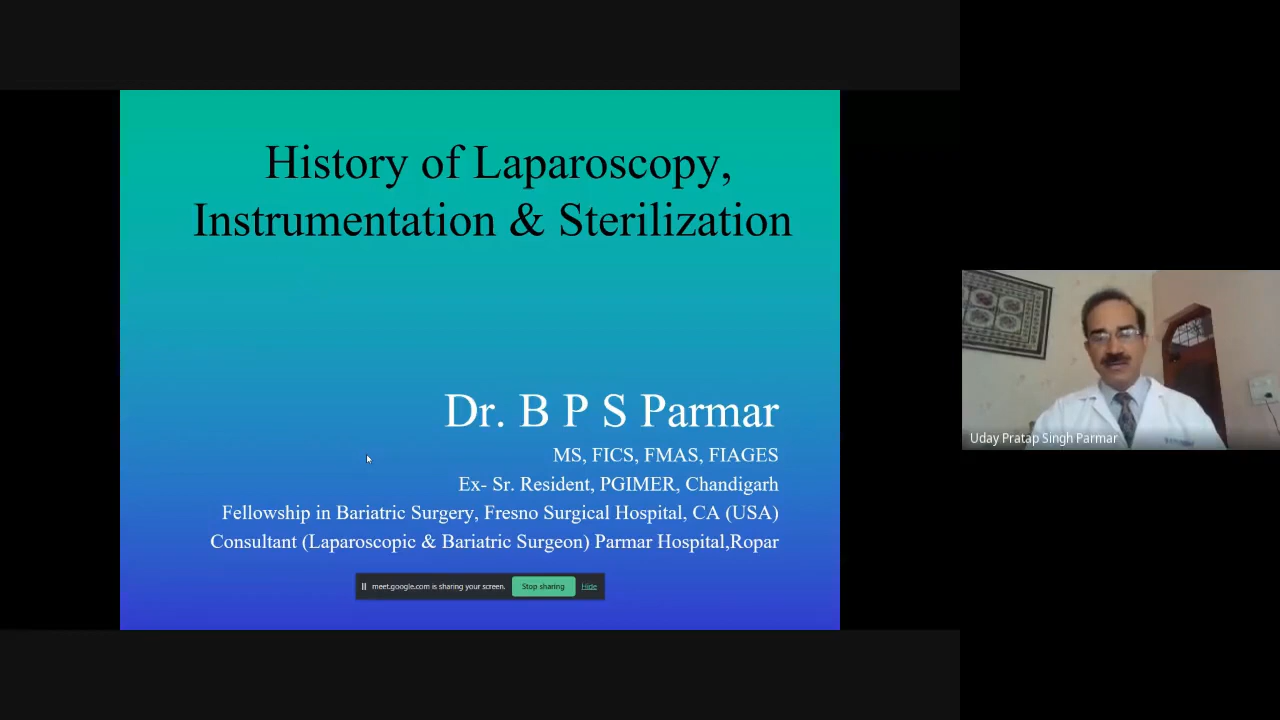 History of Laparoscopy,
Instrumentation & Sterilization
Dr. B P S Parmar
MS, FICS, FMAS, FIAGES
Ex- Sr. Resident, PGIMER, Chandigarh
Fellowship in Bariatric Surgery, Fresno Surgical Hospital, CA (USA)
Consultant (Laparoscopic & Bariatric Surgeon) Parmar Hospital,Ropar
meet.google.com is sharing your screen. Stop sharing Hide
Uday Pratap Singh Parmar